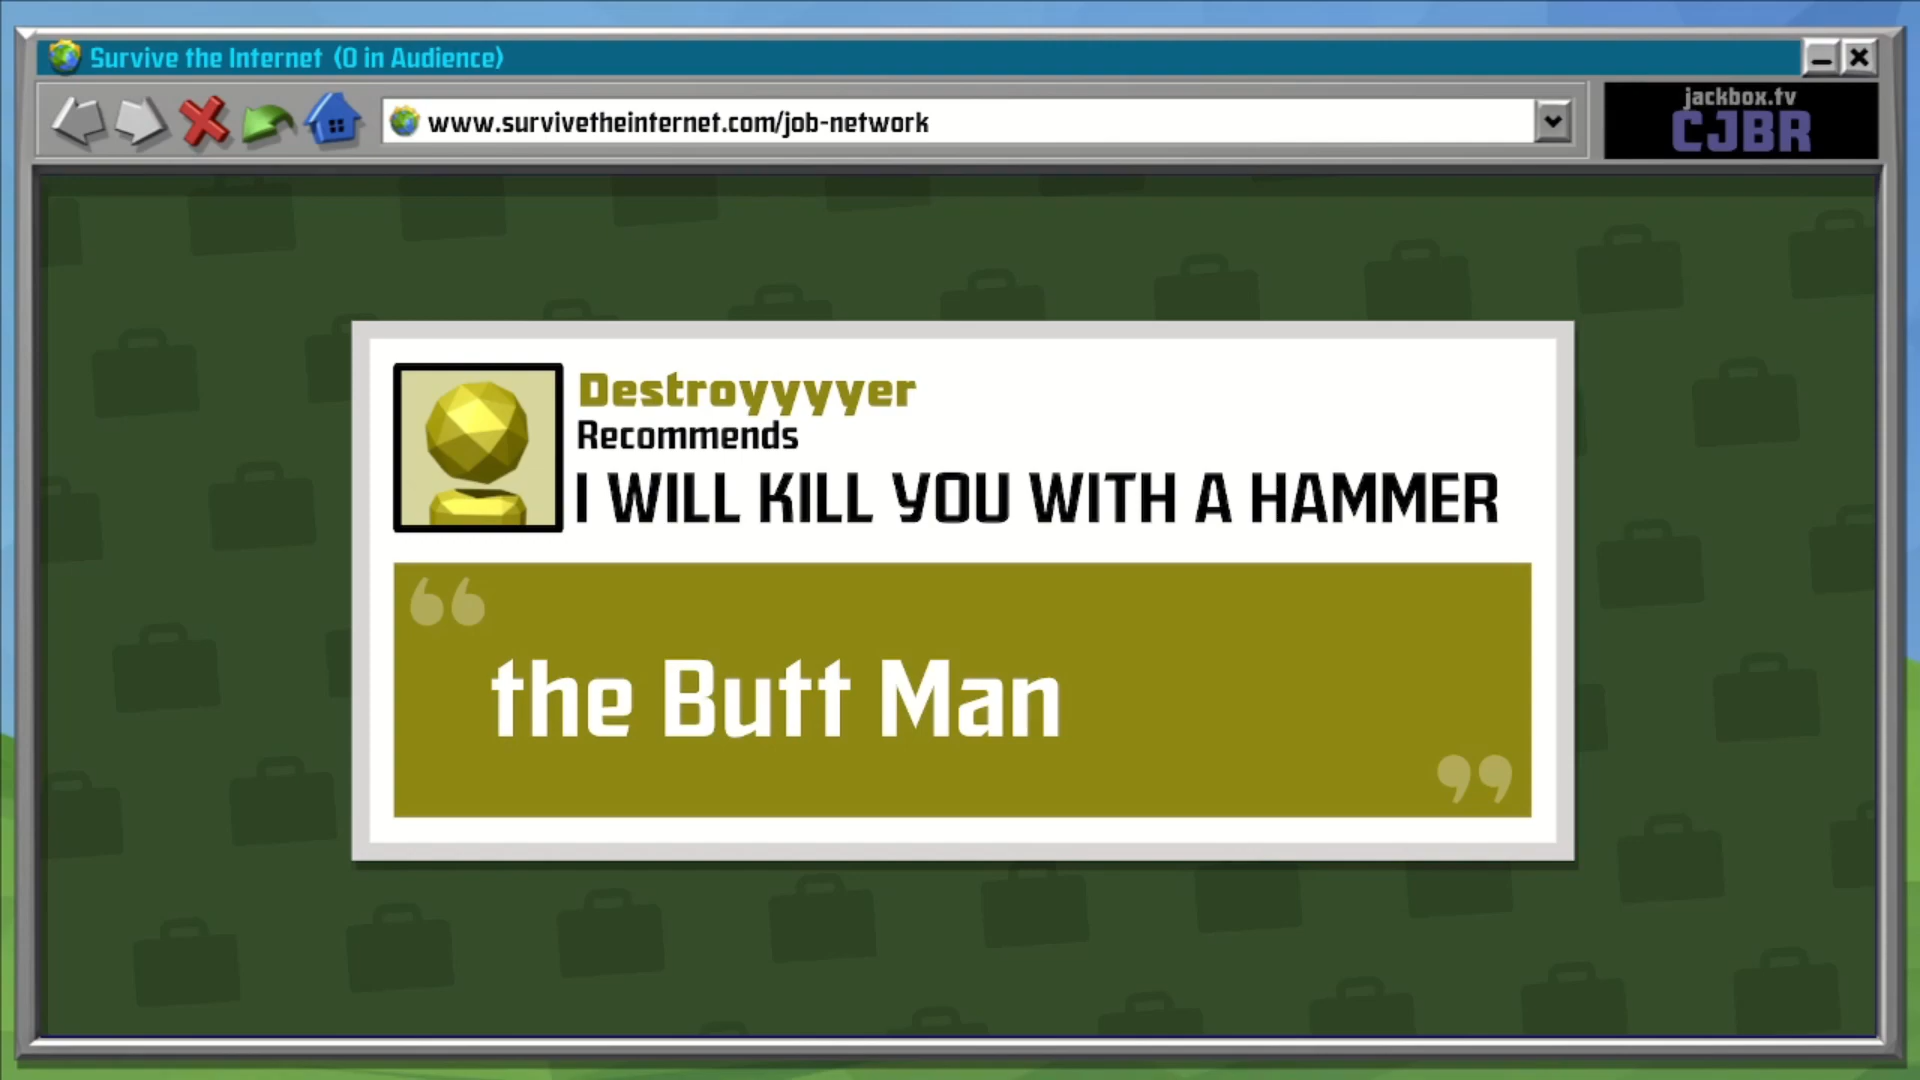 Survive the Internet (0 in Audience)
www.survivetheinternet.com/job-network
jackbox.tv
CJBR
Destroyyyyer
Recommends
I WILL KILL YOU WITH A HAMMER
“
the Butt Man
”